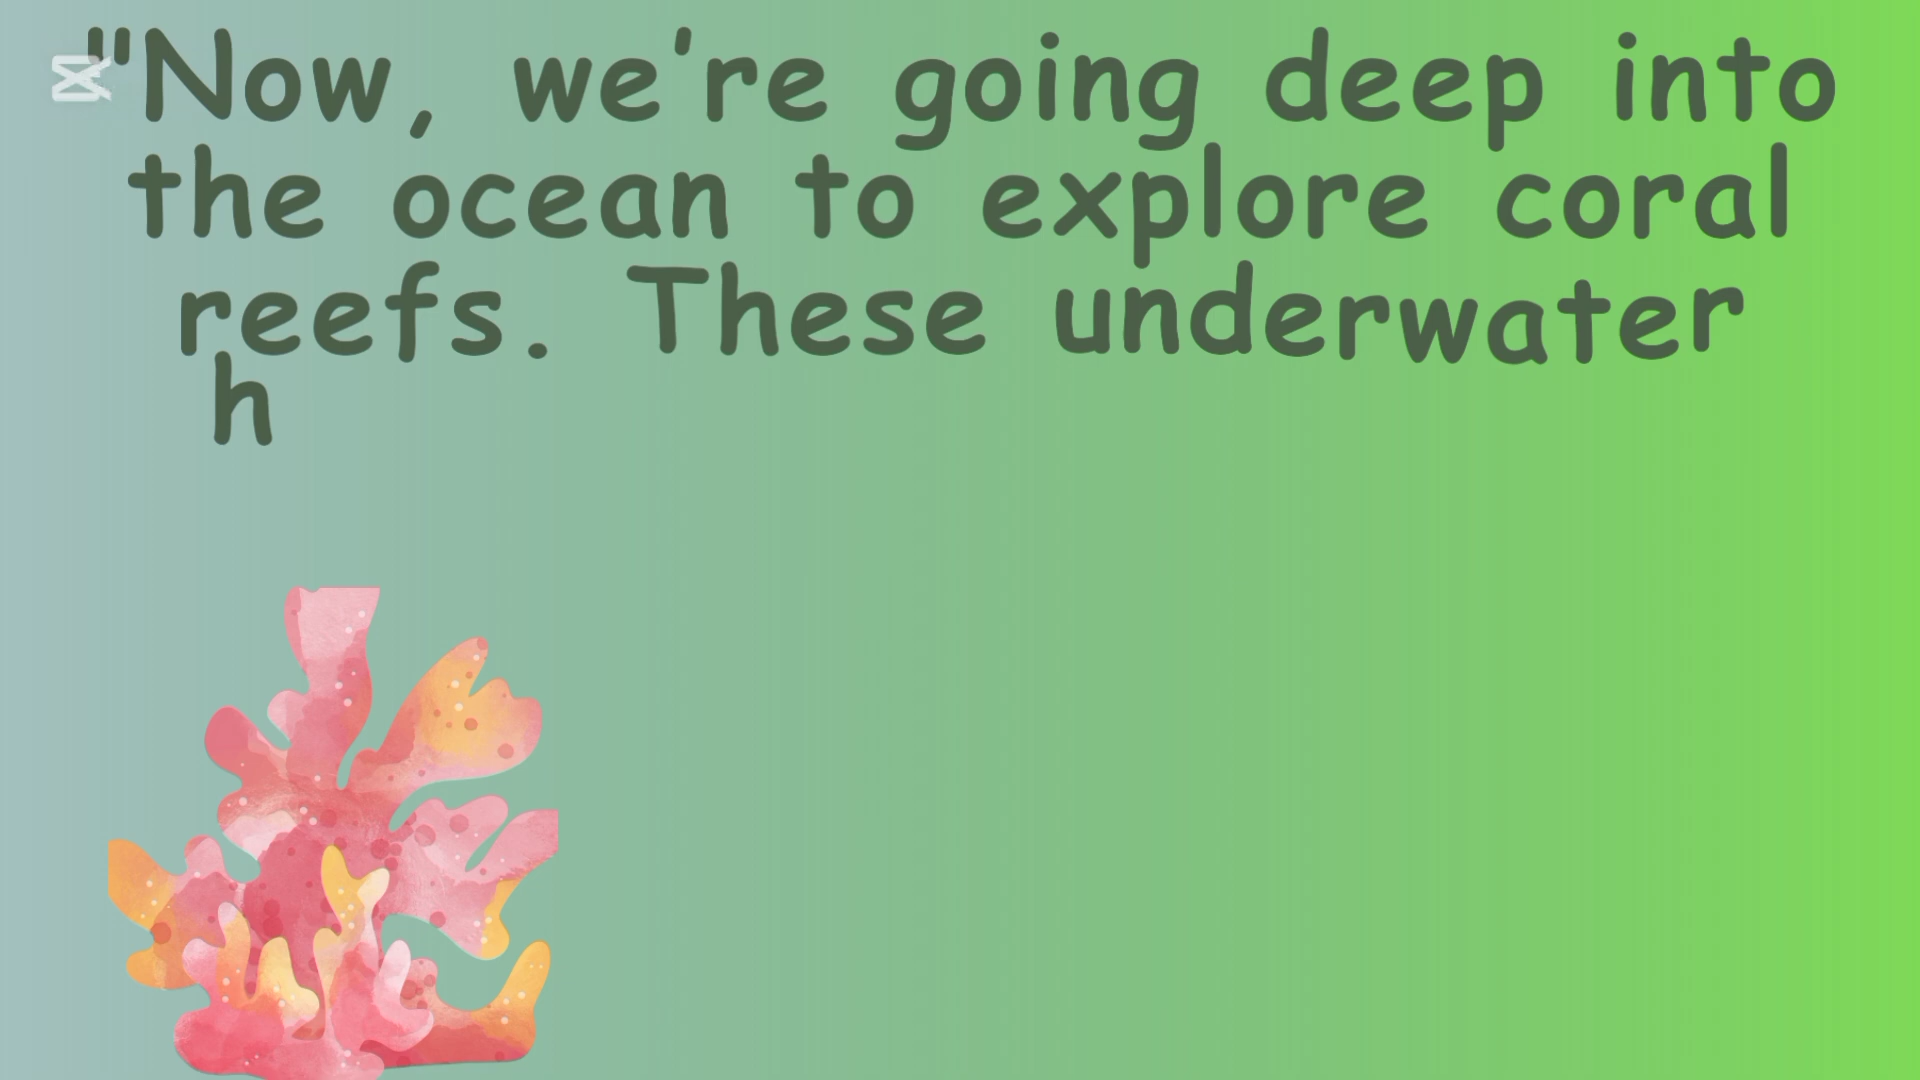 "Now, we're going deep into
the ocean to explore coral
reefs. These underwater
h